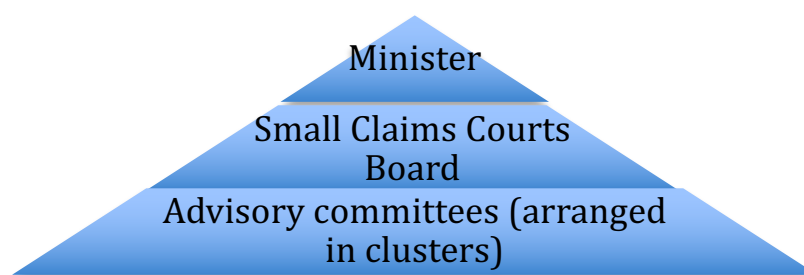 Minister
Small Claims Courts
Board
Advisory committees (arranged
in clusters)